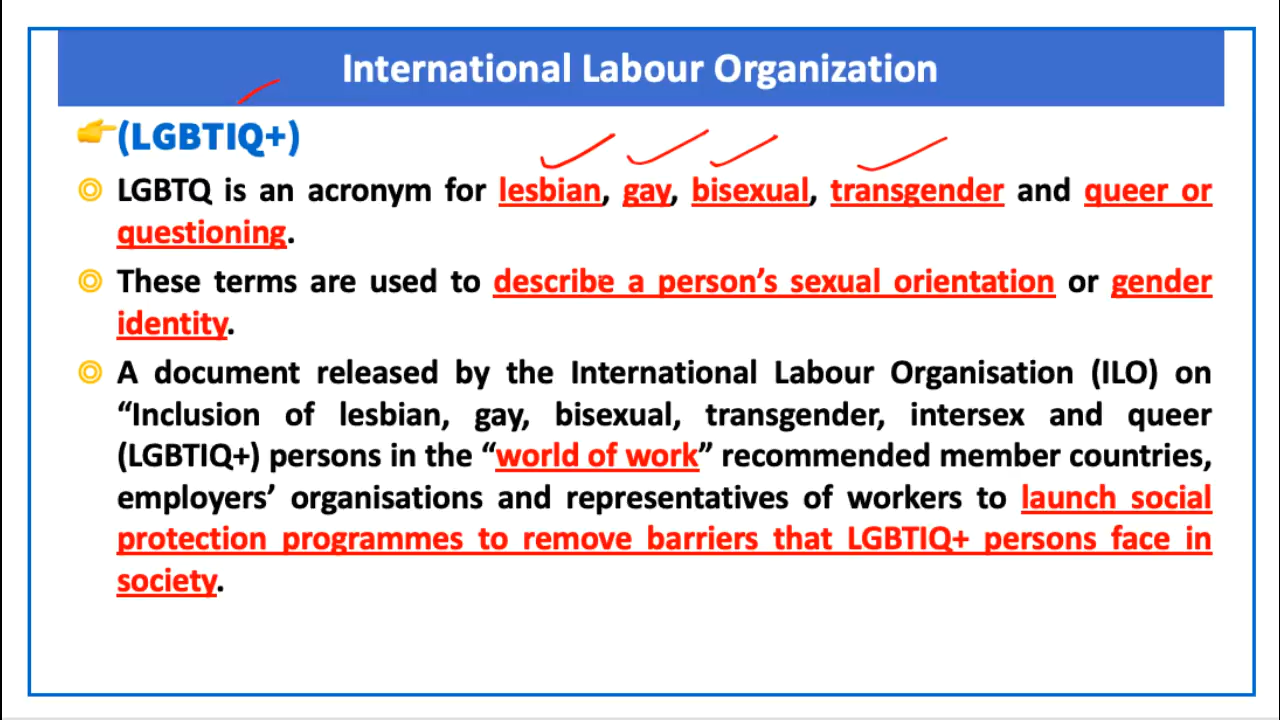 International Labour Organization
(LGBTIQ+)
LGBTQ is an acronym for lesbian, gay, bisexual, transgender and queer or
questioning.
These terms are used to describe a person's sexual orientation or gender
identity.
A document released by the International Labour Organisation (ILO) on
“Inclusion of lesbian, gay, bisexual, transgender, intersex and queer
(LGBTIQ+) persons in the “world of work” recommended member countries,
employers’ organisations and representatives of workers to launch social
protection programmes to remove barriers that LGBTIQ+ persons face in
society.